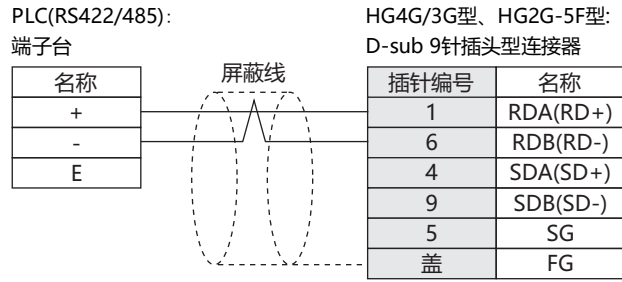 PLC(RS422/485):
端子台
HG4G/3G型、HG2G-5F型:
D-sub 9针插头型连接器
名称
+
-
E
屏蔽线
插针编号 名称
1 RDA(RD+)
6 RDB(RD-)
4 SDA(SD+)
9 SDB(SD-)
5 SG
盖 FG